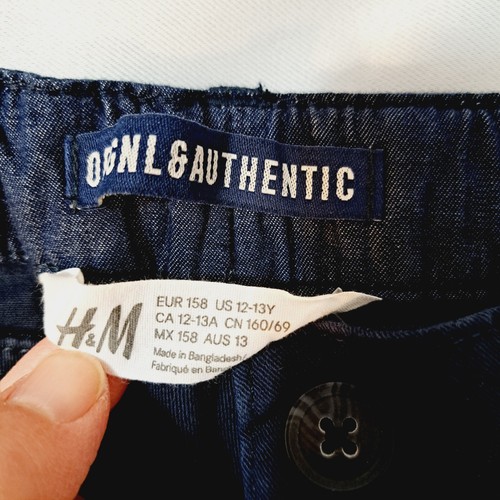 OGNL & AUTHENTIC
H&M
EUR 158 US 12-13Y
CA 12-13A CN 160/69
MX 158 AUS 13
Made in Bangladesh/
Fabriqué en